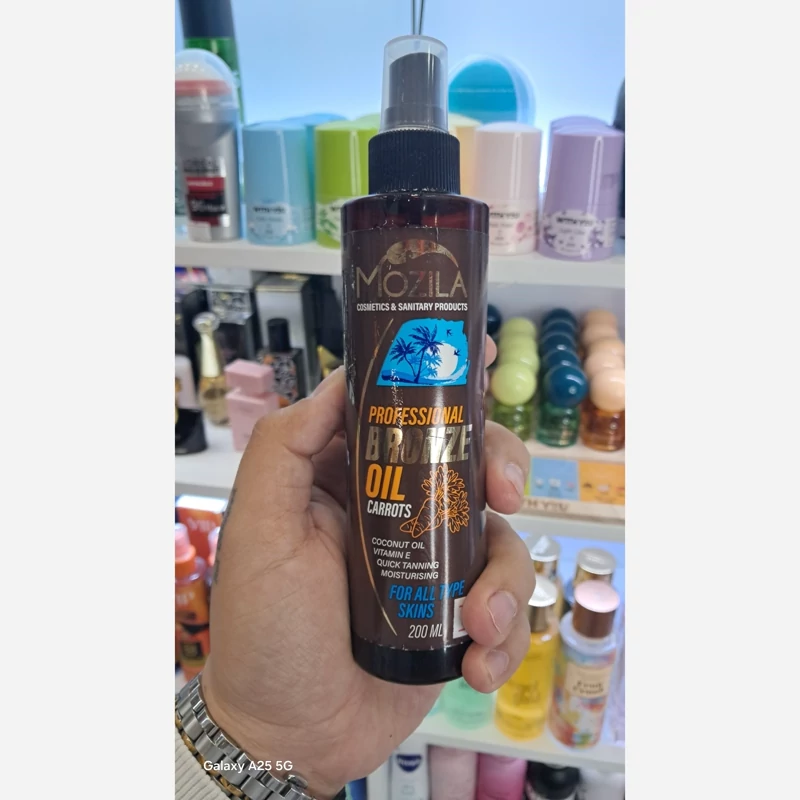 MOZILA
COSMETICS & SANITARY PRODUCTS
PROFESSIONAL
BRONZE
OIL
CARROTS
COCONUT OIL
VITAMIN E
QUICK TANNING
MOISTURISING
FOR ALL TYPE
SKINS
200 ML
Galaxy A25 5G